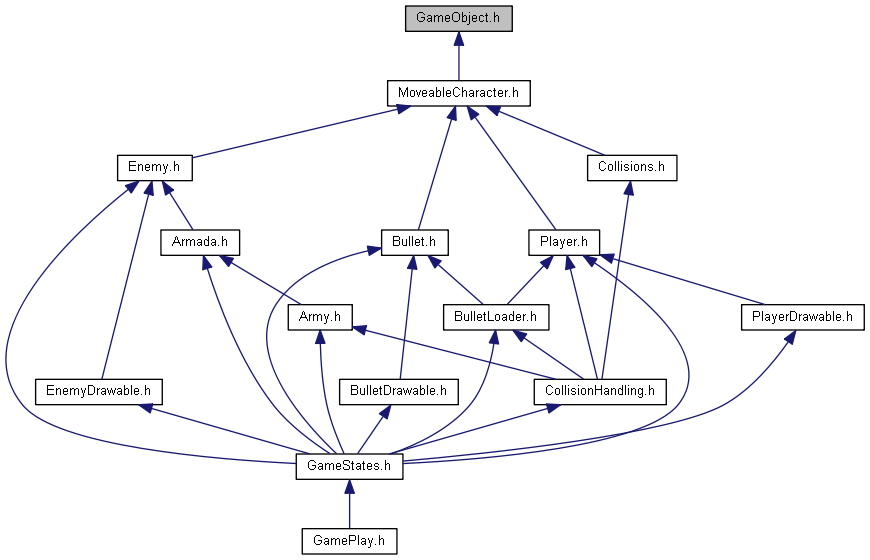 GameObject.h
MoveableCharacter.h
Enemy.h
Collisions.h
Armada.h
Bullet.h
Player.h
Army.h
BulletLoader.h
PlayerDrawable.h
EnemyDrawable.h
BulletDrawable.h
CollisionHandling.h
GameStates.h
GamePlay.h